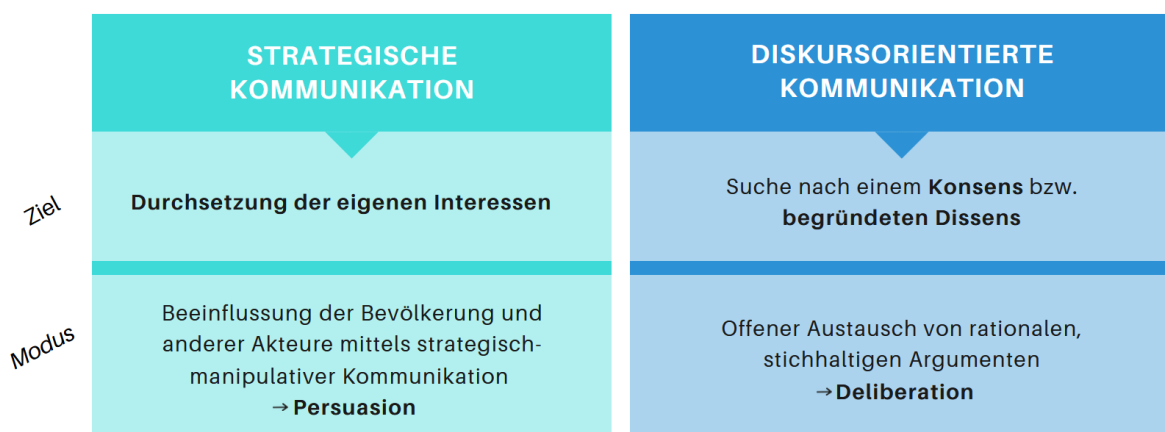 STRATEGISCHE
KOMMUNIKATION
DISKURSORIENTIERTE
KOMMUNIKATION
Ziel
Durchsetzung der eigenen Interessen
Suche nach einem Konsens bzw.
begründeten Dissens
Modus
Beeinflussung der Bevölkerung und
anderer Akteure mittels strategisch-
manipulativer Kommunikation
→ Persuasion
Offener Austausch von rationalen,
stichhaltigen Argumenten
→ Deliberation